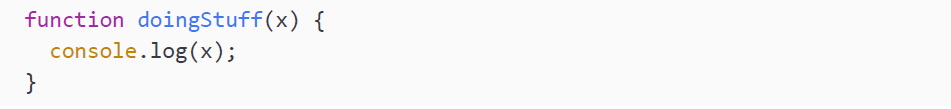 function doingStuff(x) {
  console.log(x);
}